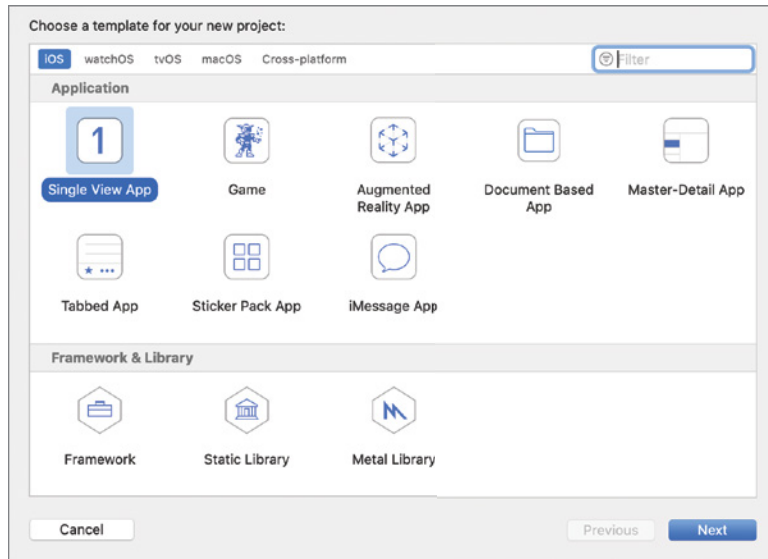 Choose a template for your new project:
iOS watchOS tvOS macOS Cross-platform Filter
Application
1
Single View App Game Augmented Reality App Document Based App Master-Detail App
Tabbed App Sticker Pack App iMessage App
Framework & Library
Framework Static Library Metal Library
Cancel Previous Next